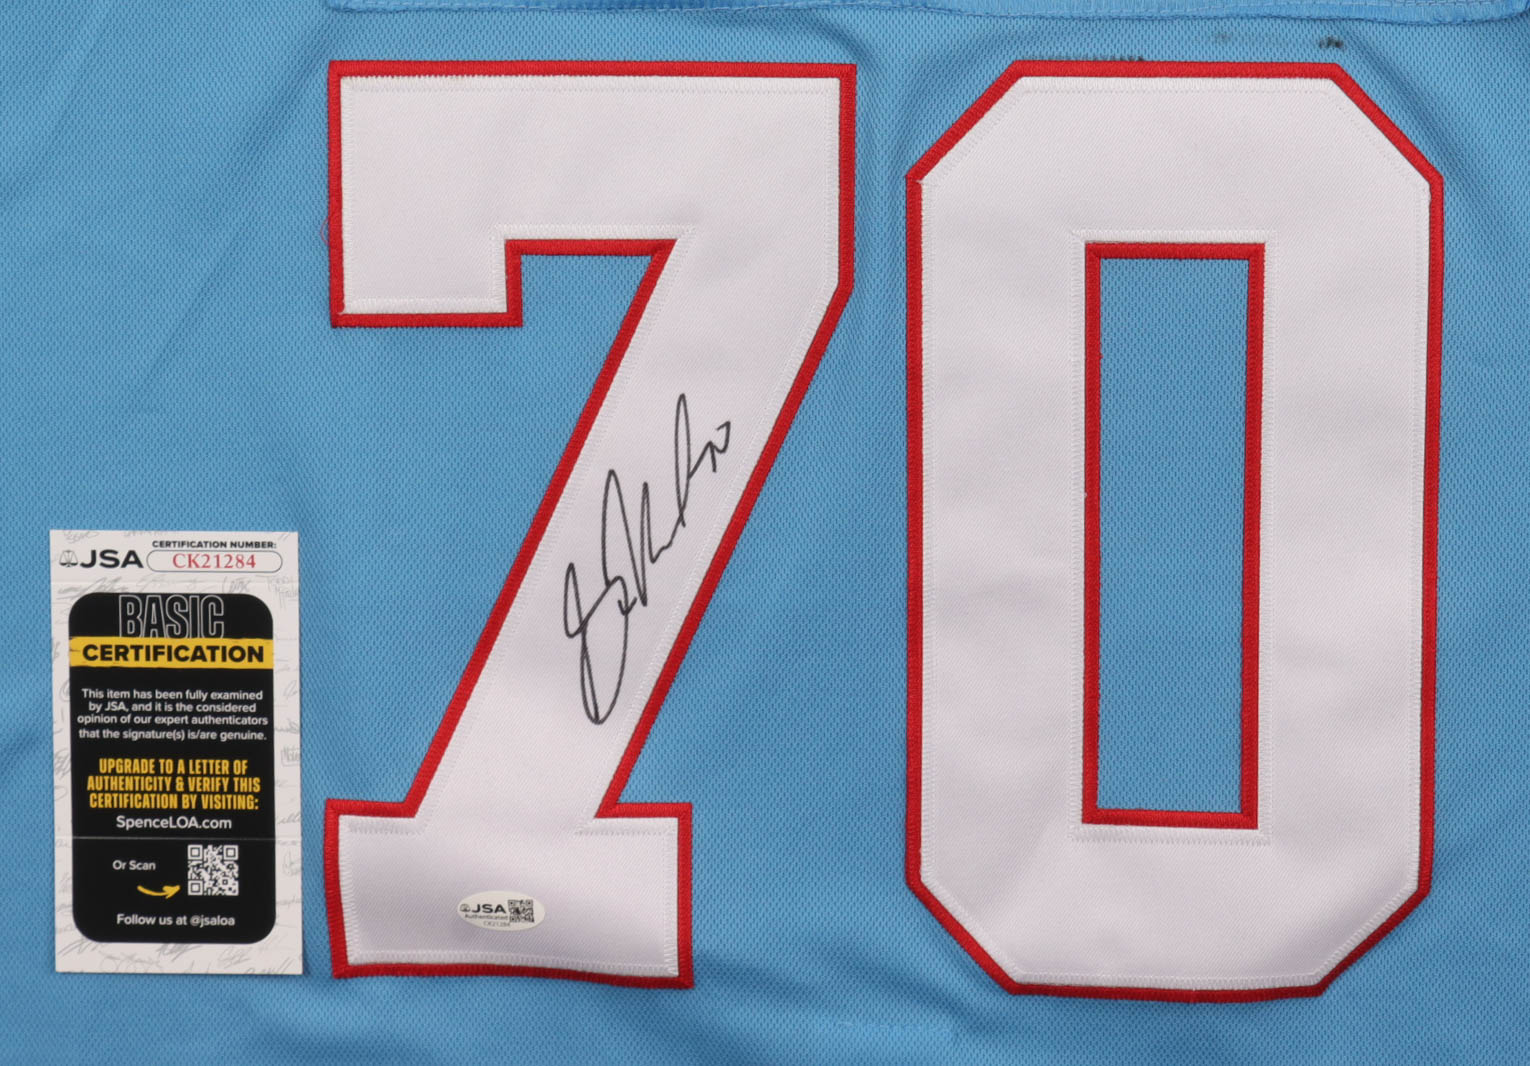 70
JSA
CERTIFICATION NUMBER:
CK21284
BASIC
CERTIFICATION
This item has been fully examined
by JSA, and it is the considered
opinion of our expert authenticators
that the signature(s) is/are genuine.
UPGRADE TO A LETTER OF
AUTHENTICITY & VERIFY THIS
CERTIFICATION BY VISITING:
SpenceLOA.com
Or Scan
Follow us at @jsaloa
JSA
Authenticated
CK21284